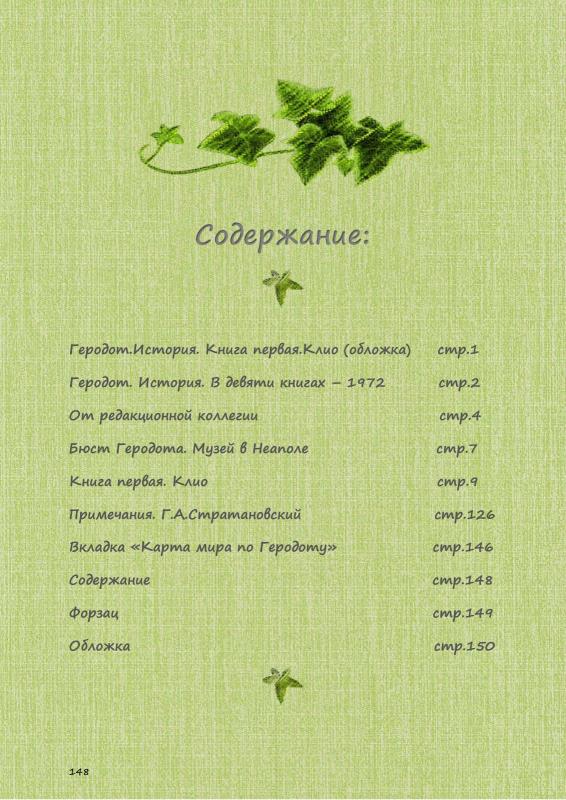 Содержание:
Геродот.История. Книга первая.Клио (обложка) стр.1
Геродот. История. В девяти книгах – 1972 стр.2
От редакционной коллегии стр.4
Бюст Геродота. Музей в Неаполе стр.7
Книга первая. Клио стр.9
Примечания. Г.А.Стратановский стр.126
Вкладка «Карта мира по Геродоту» стр.146
Содержание стр.148
Форзац стр.149
Обложка стр.150
148